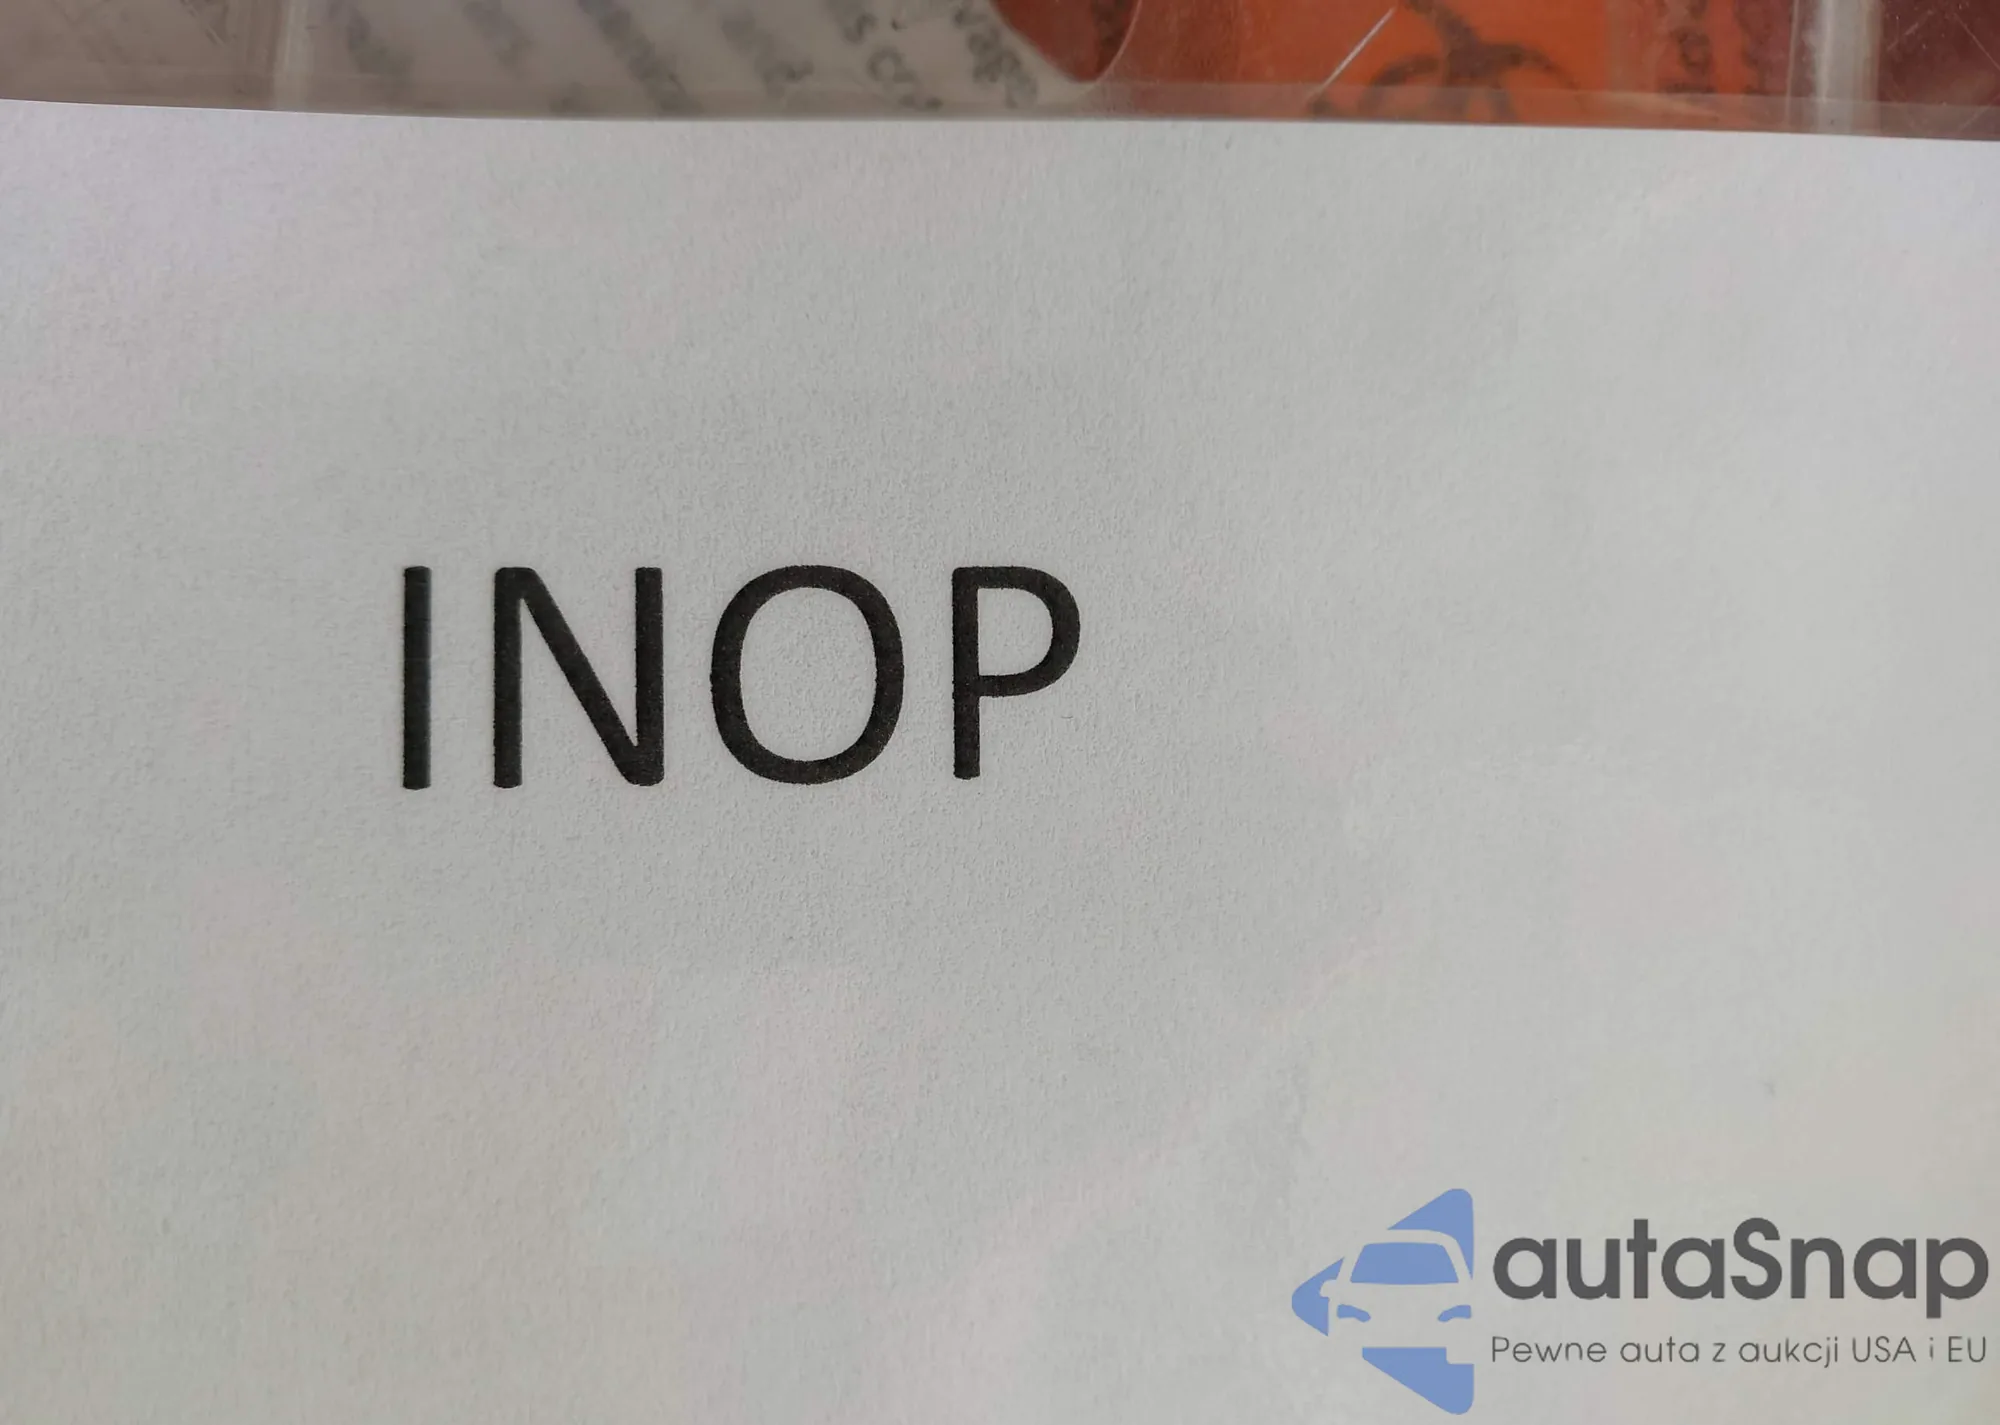 INOP
autaSnap
Pewne auta z aukcji USA i EU